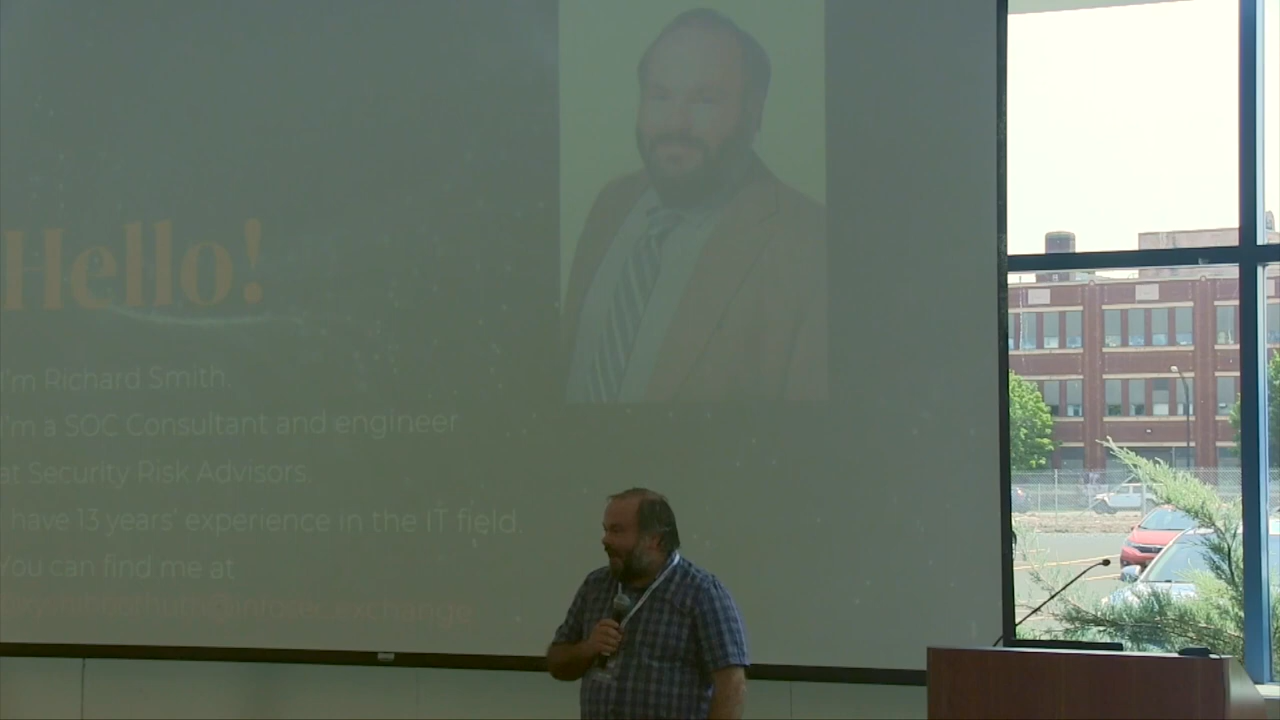 Hello!
I'm Richard Smith.
I'm a SOC Consultant and engineer
at Security Risk Advisors.
have 13 years' experience in the IT field
You can find me at